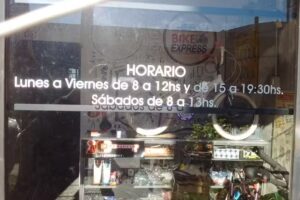 BIKE
EXPRESS
HORARIO
Lunes a Viernes de 8 a 12hs y de 15 a 19:30hs.
Sábados de 8 a 13hs.